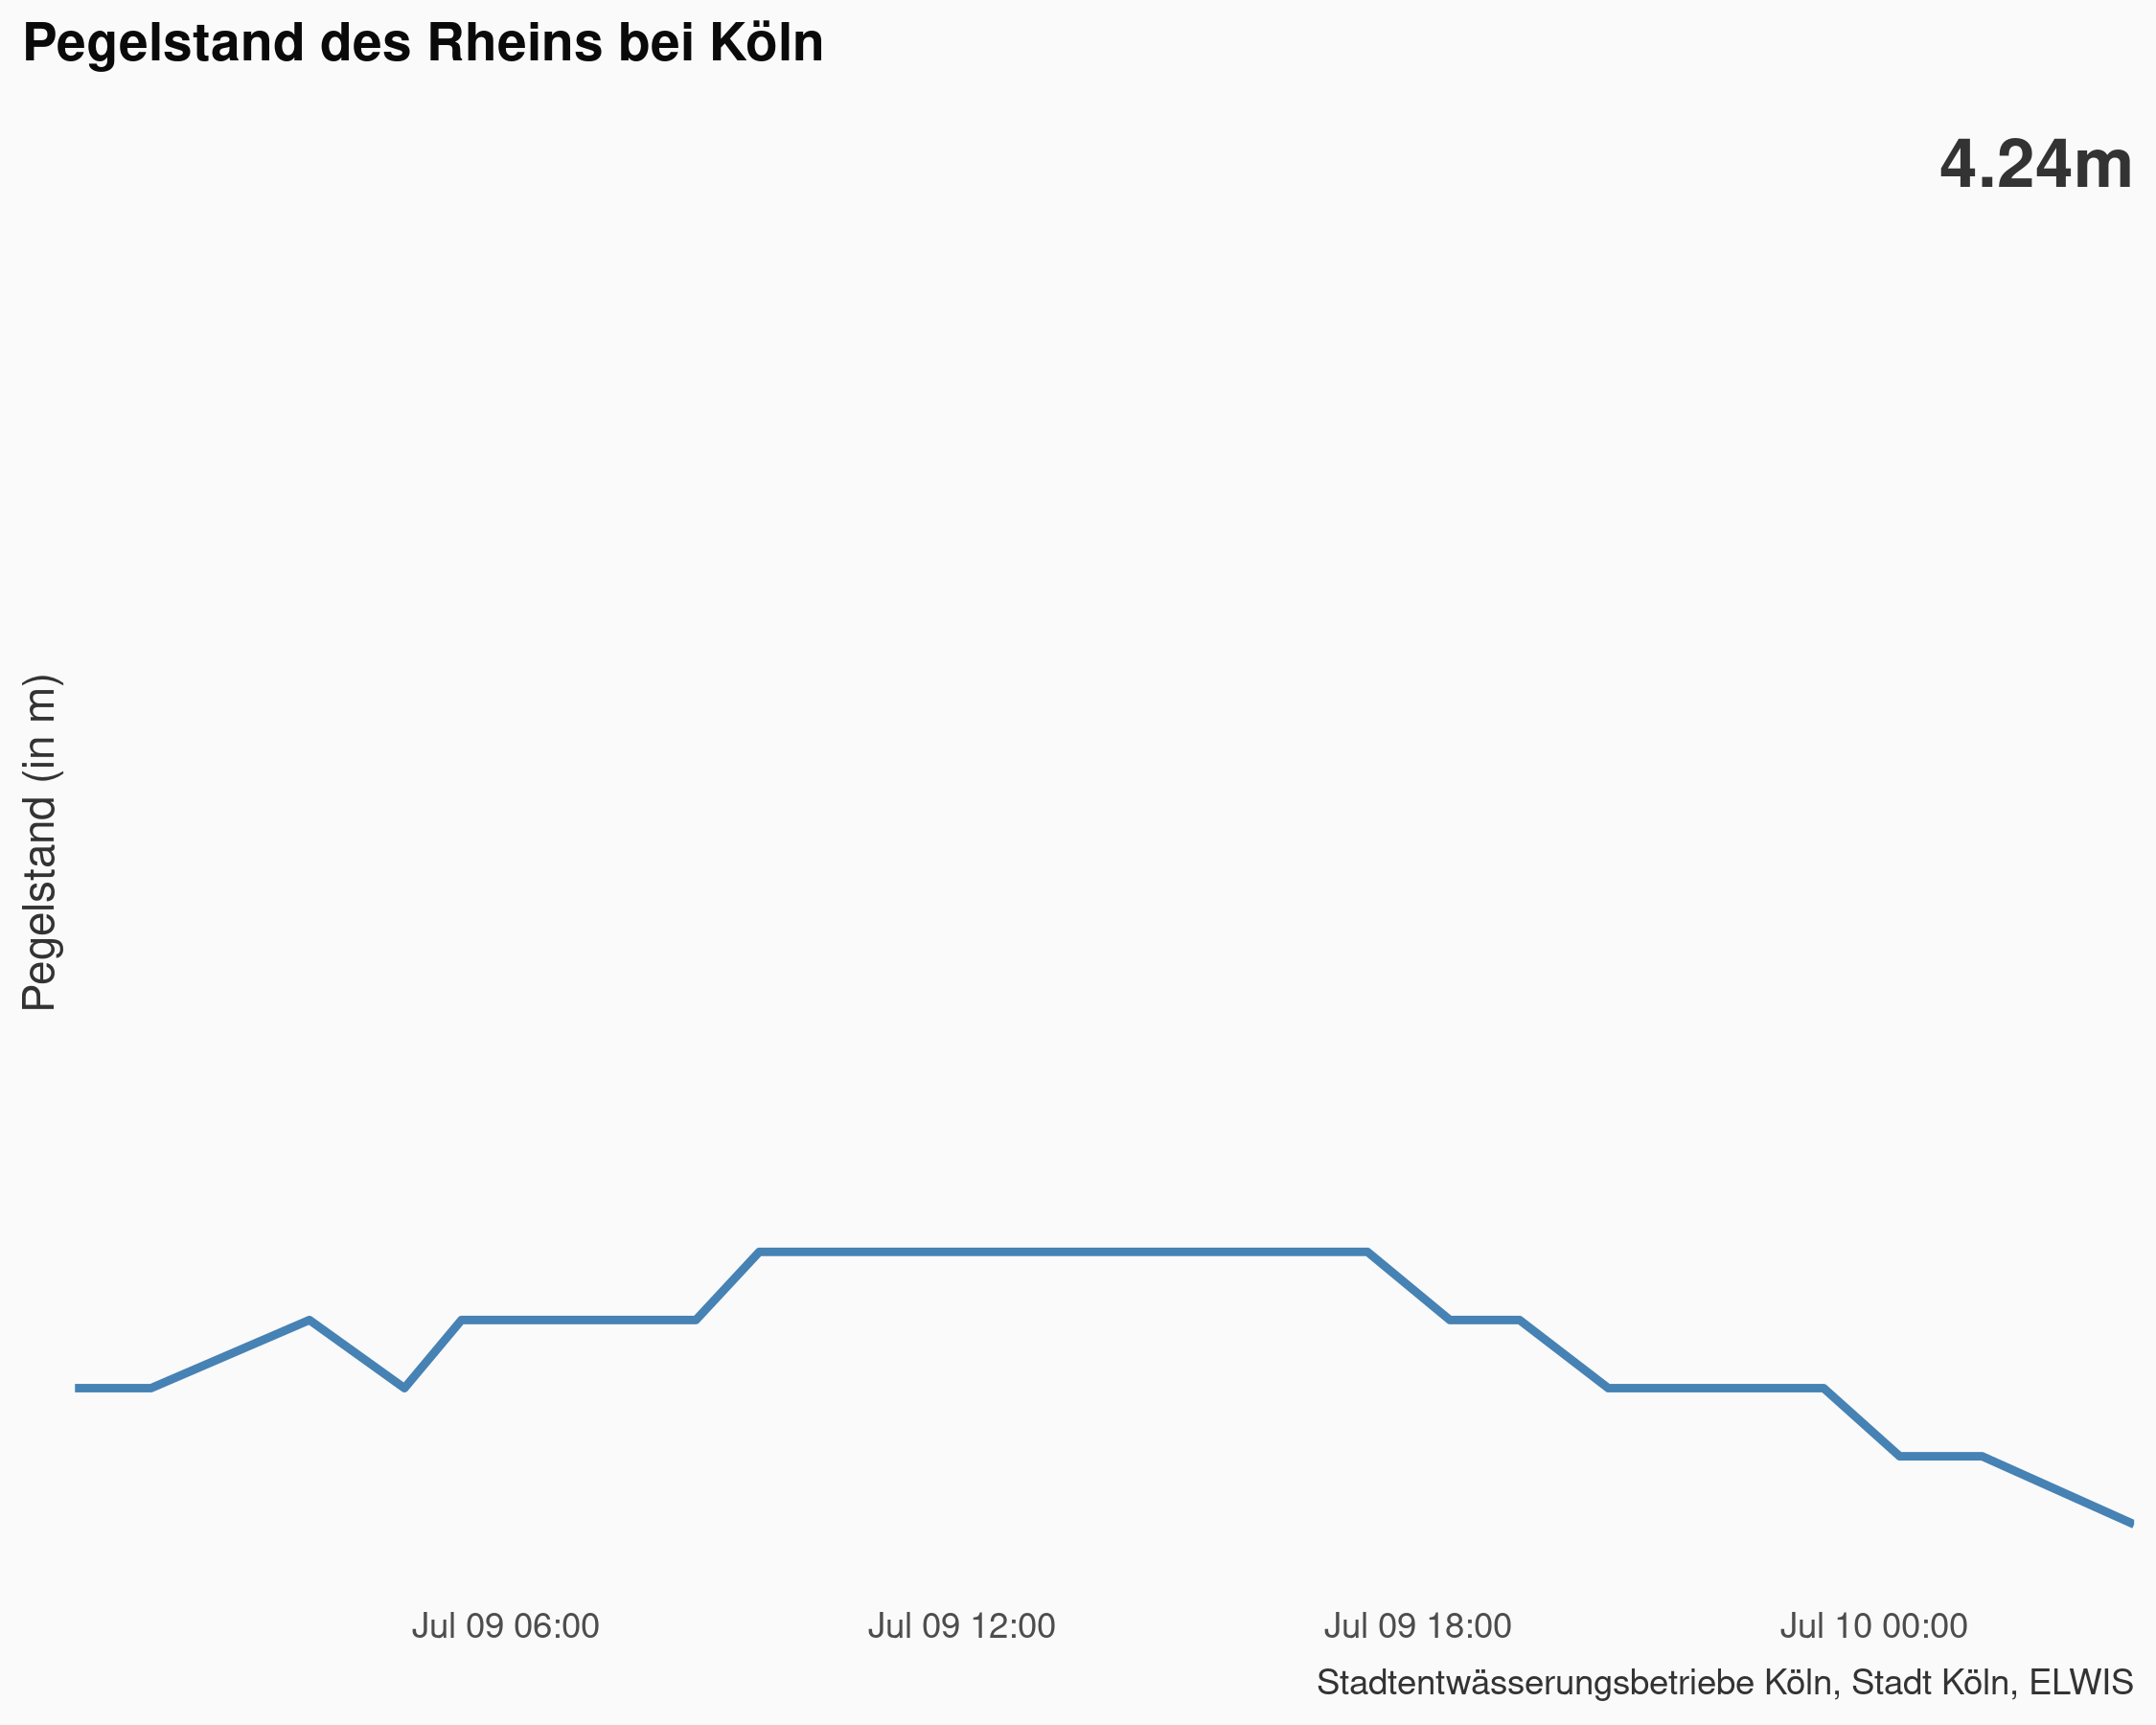 Pegelstand des Rheins bei Köln
4.24m
Pegelstand (in m)
Jul 09 06:00
Jul 09 12:00
Jul 09 18:00
Jul 10 00:00
Stadtentwässerungsbetriebe Köln, Stadt Köln, ELWIS